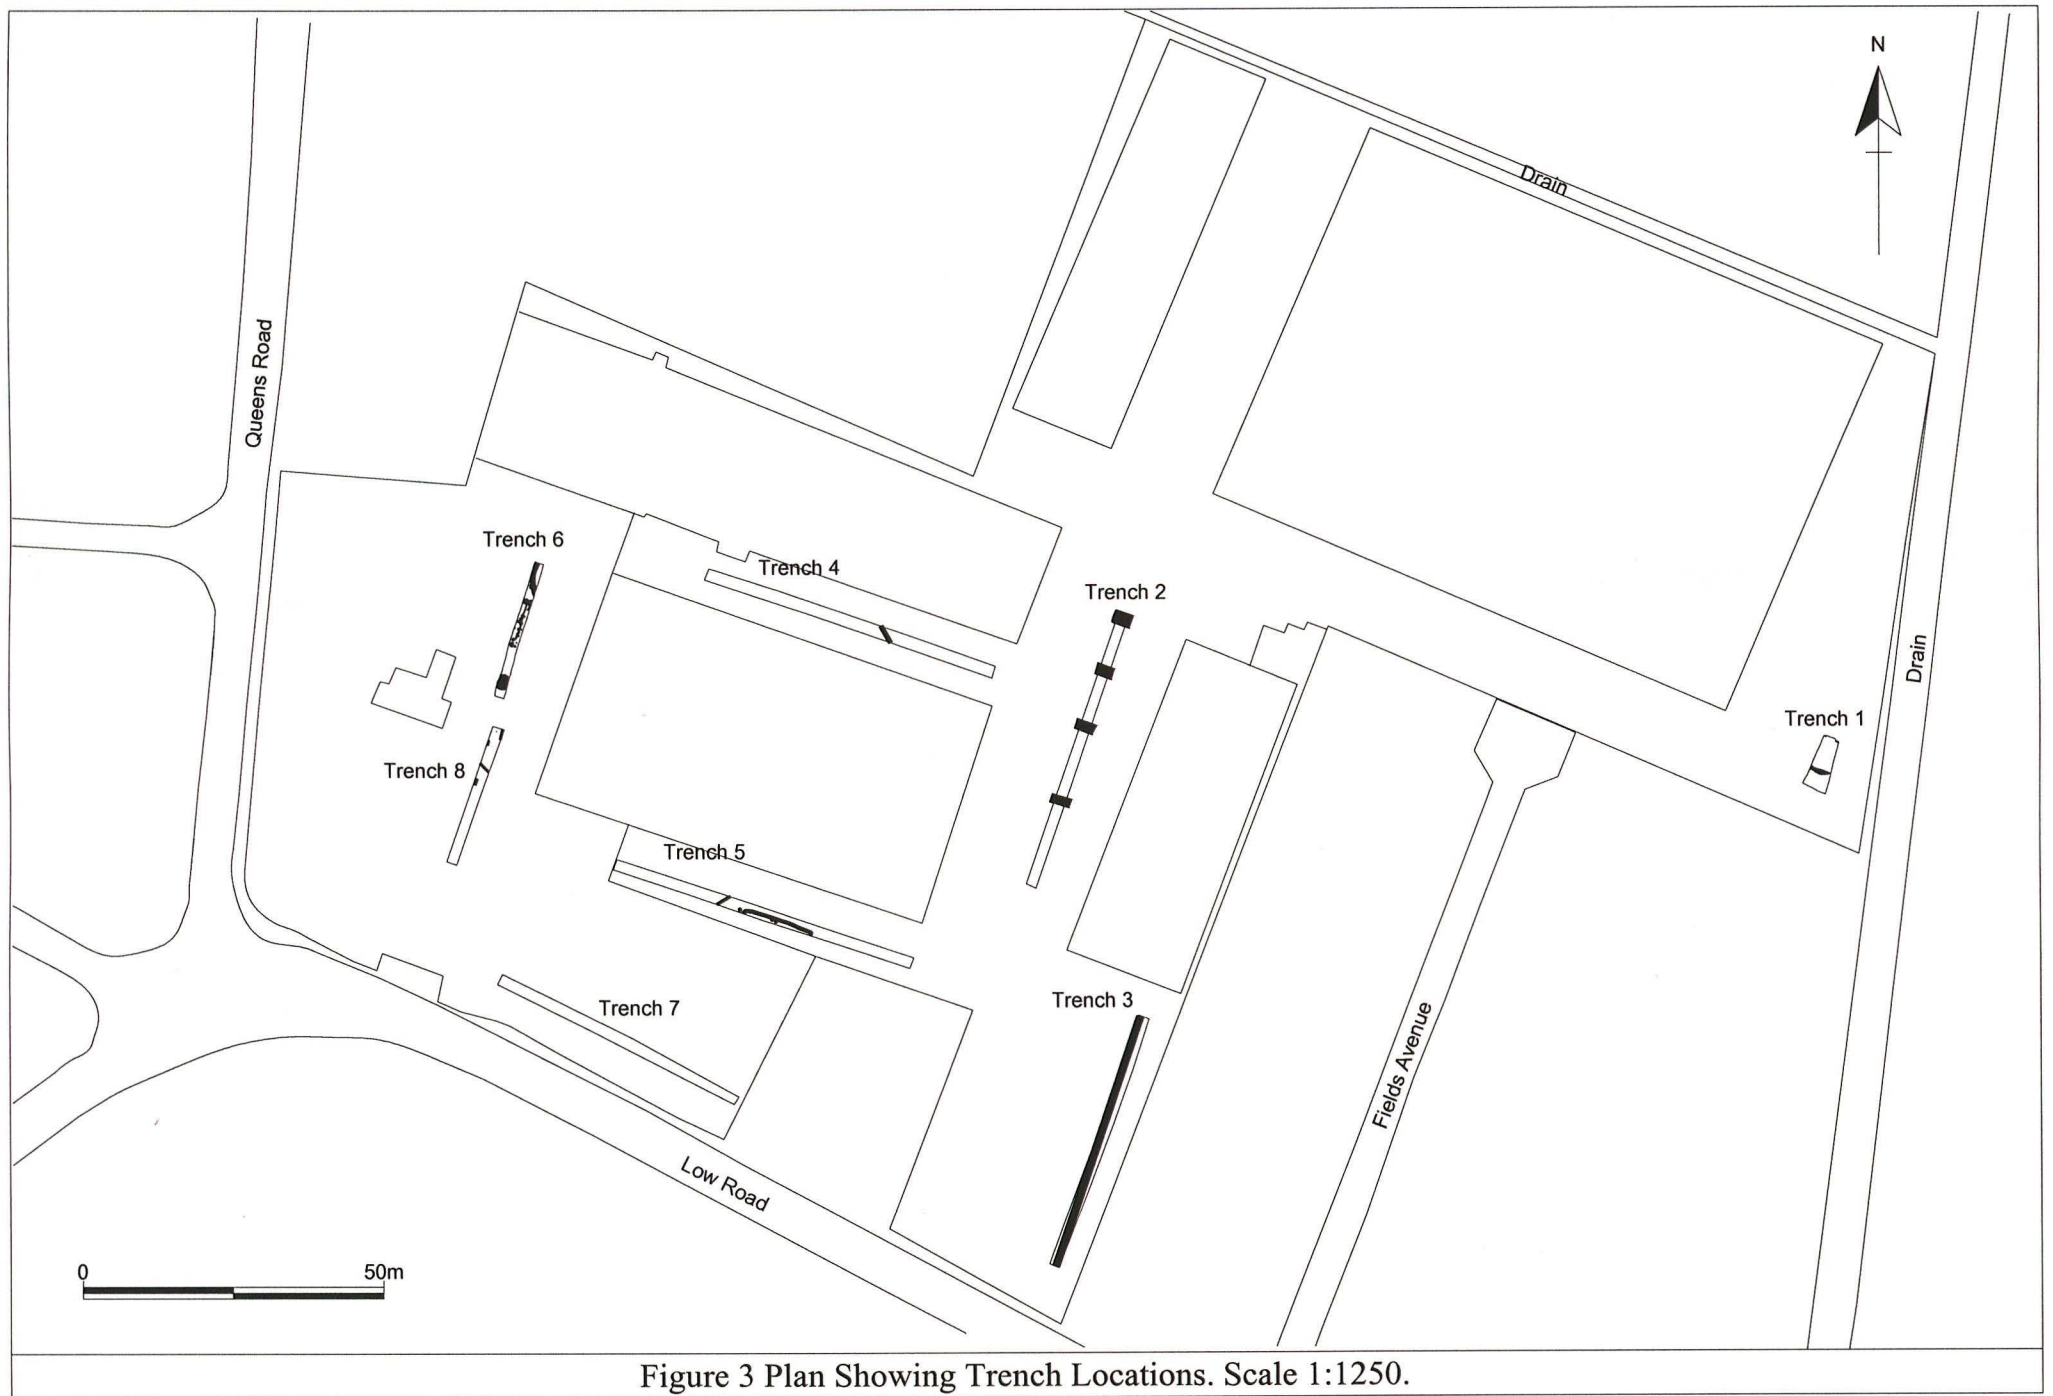 N
Drain
Queens Road
Trench 6
Trench 4
Trench 2
Drain
Trench 1
Trench 8
Trench 5
Trench 3
Trench 7
Fields Avenue
Low Road
0 50m
Figure 3 Plan Showing Trench Locations. Scale 1:1250.